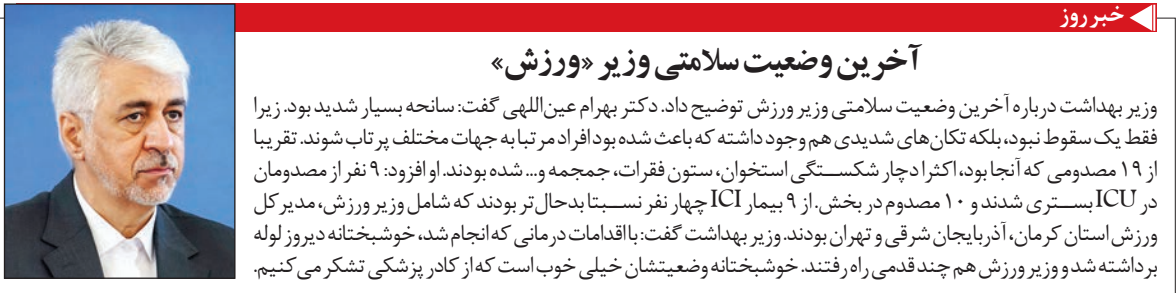 خبر روز
آخرین وضعیت سلامتی وزیر «ورزش»
وزیر بهداشت درباره آخرین وضعیت سلامتی وزیر ورزش توضیح داد. دکتر بهرام عین‌اللهی گفت: سانحه بسیار شدید بود. زیرا
فقط یک سقوط نبود، بلکه تکان‌های شدیدی هم وجود داشته که باعث شده بود افراد مرتبا به جهات مختلف پرتاب شوند. تقریبا
از ۱۹ مصدومی که آنجا بود، اکثرا دچار شکستگی استخوان، ستون فقرات، جمجمه و... شده بودند. او افزود: ۹ نفر از مصدومان
در ICU بستری شدند و ۱۰ مصدوم در بخش. از ۹ بیمار ICI چهار نفر نسبتا بدحال‌تر بودند که شامل وزیر ورزش، مدیر کل
ورزش استان کرمان، آذربایجان شرقی و تهران بودند. وزیر بهداشت گفت: با اقدامات درمانی که انجام شد، خوشبختانه دیروز لوله
برداشته شد و وزیر ورزش هم چند قدمی راه رفتند. خوشبختانه وضعیتشان خیلی خوب است که از کادر پزشکی تشکر می‌کنیم.